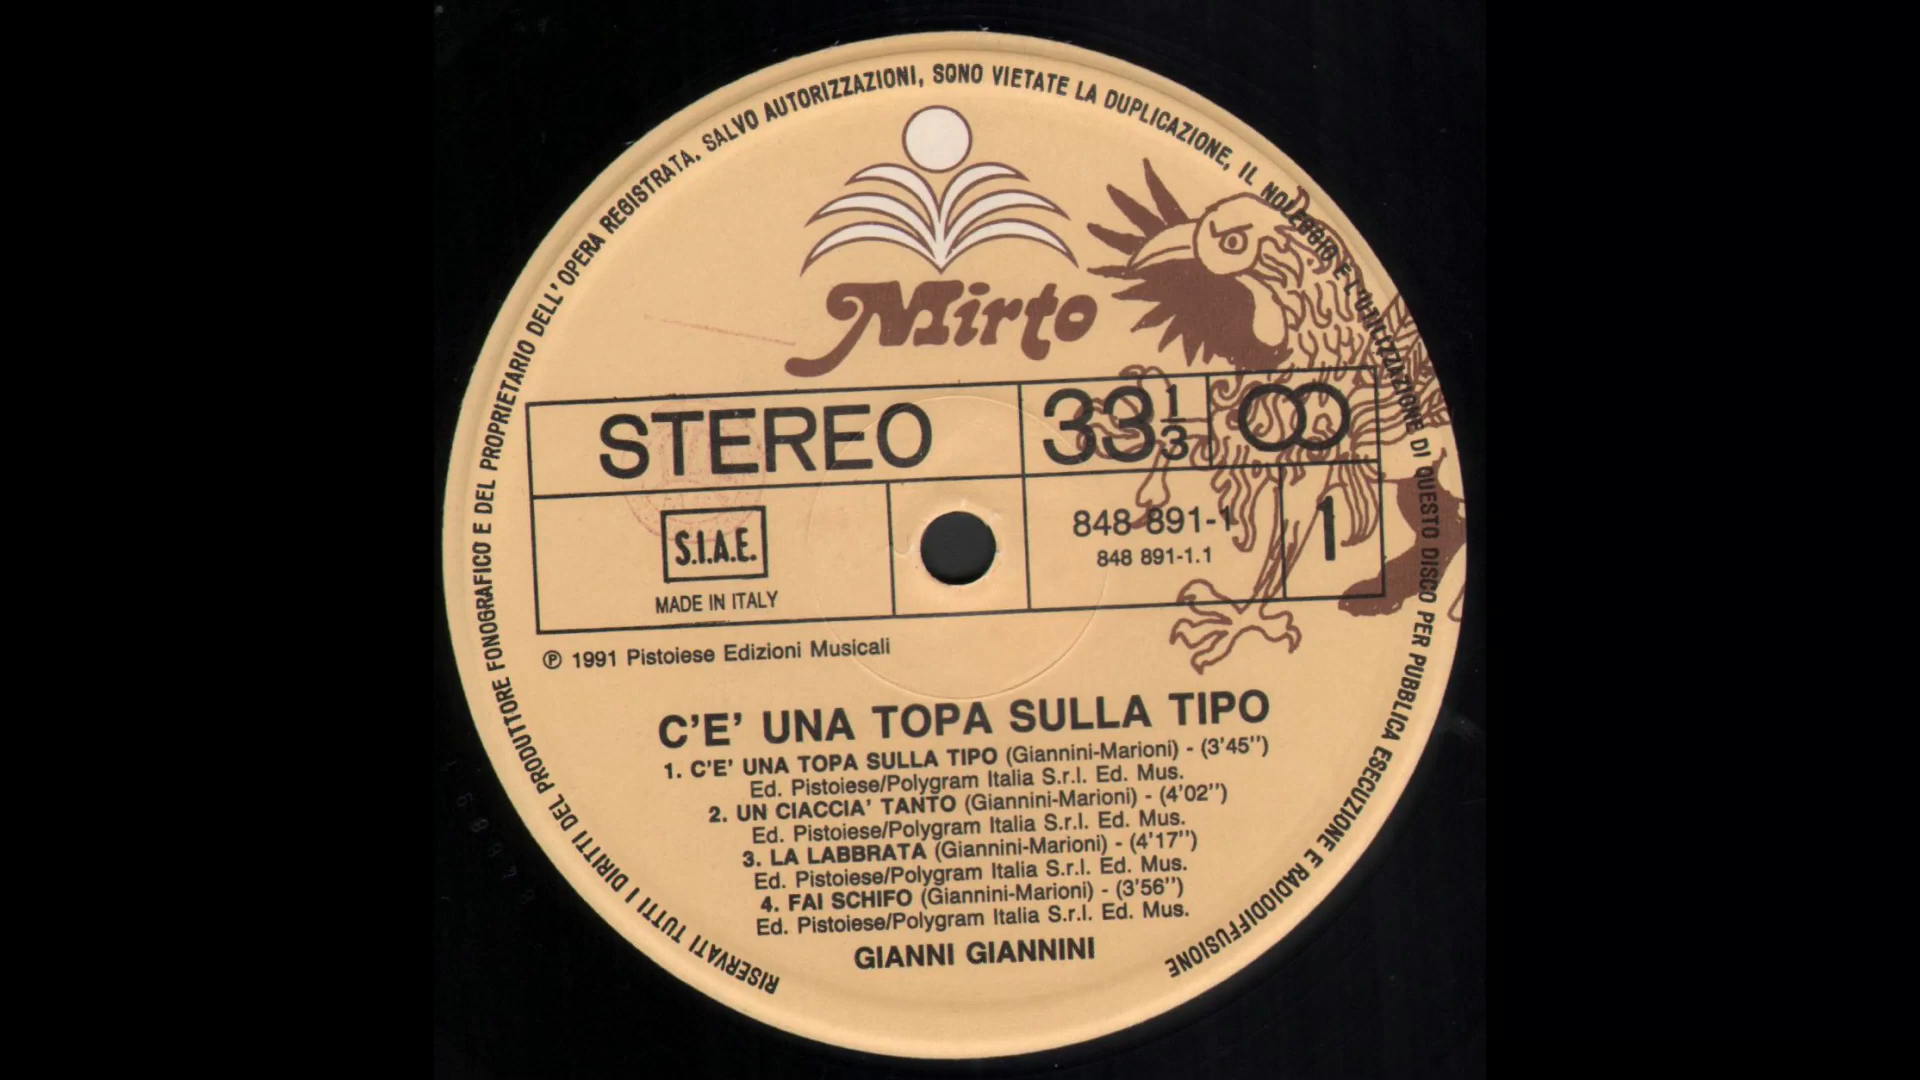 RISERVATI TUTTI I DIRITTI DEL PRODUTTORE FONOGRAFICO E DEL PROPRIETARIO DELL'OPERA REGISTRATA. SALVO AUTORIZZAZIONI, SONO VIETATE LA DUPLICAZIONE, IL NOLEGGIO E L'UTILIZZAZIONE DI QUESTO DISCO PER PUBBLICA ESECUZIONE E RADIODIFFUSIONE
Mirto
STEREO 33 1/3
S.I.A.E.
MADE IN ITALY
848 891-1
848 891-1.1
1
Ⓟ 1991 Pistoiese Edizioni Musicali
C'E' UNA TOPA SULLA TIPO
1. C'E' UNA TOPA SULLA TIPO (Giannini-Marioni) - (3'45'')
Ed. Pistoiese/Polygram Italia S.r.l. Ed. Mus.
2. UN CIACCIA' TANTO (Giannini-Marioni) - (4'02'')
Ed. Pistoiese/Polygram Italia S.r.l. Ed. Mus.
3. LA LABBRATA (Giannini-Marioni) - (4'17'')
Ed. Pistoiese/Polygram Italia S.r.l. Ed. Mus.
4. FAI SCHIFO (Giannini-Marioni) - (3'56'')
Ed. Pistoiese/Polygram Italia S.r.l. Ed. Mus.
GIANNI GIANNINI